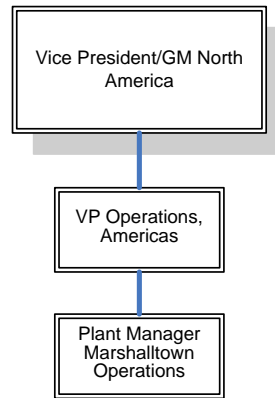 Vice President/GM North
America
VP Operations,
Americas
Plant Manager
Marshalltown
Operations